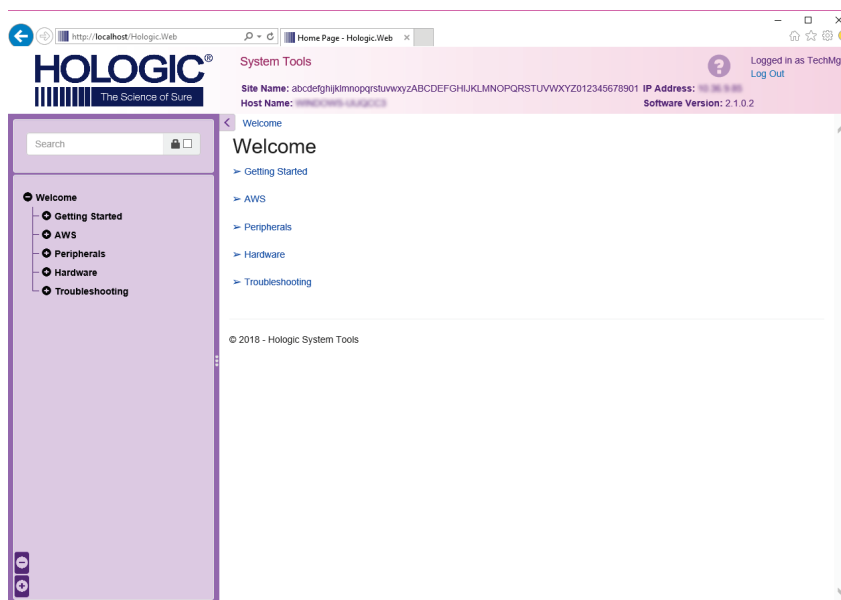 http://localhost/Hologic.Web
Home Page - Hologic.Web
HOLOGIC®
The Science of Sure
System Tools
Logged in as TechMg
Log Out
Site Name: abcdefghijklmnopqrstuvwxyzABCDEFGHIJKLMNOPQRSTUVWXYZ012345678901 IP Address:
Host Name:
Software Version: 2.1.0.2
Search
Welcome
Getting Started
AWS
Peripherals
Hardware
Troubleshooting
Welcome
Welcome
➢ Getting Started
➢ AWS
➢ Peripherals
➢ Hardware
➢ Troubleshooting
© 2018 - Hologic System Tools